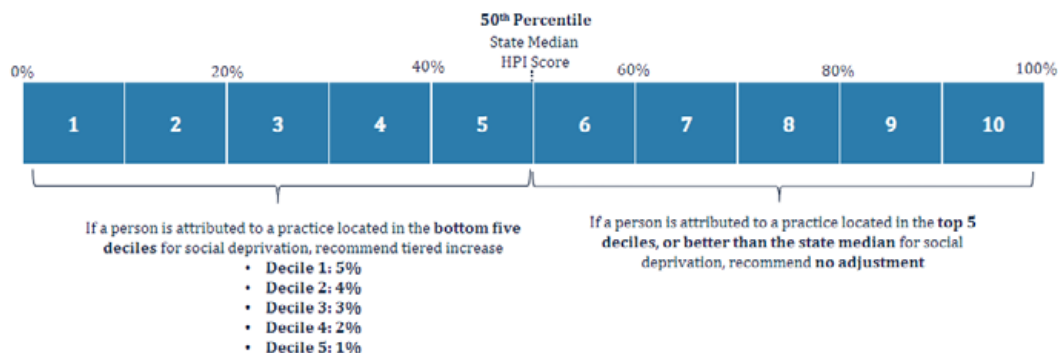 50th Percentile
State Median
HPI Score
0%
20%
40%
60%
80%
100%
1 2 3 4 5 6 7 8 9 10
If a person is attributed to a practice located in the bottom five
deciles for social deprivation, recommend tiered increase
• Decile 1: 5%
• Decile 2: 4%
• Decile 3: 3%
• Decile 4: 2%
• Decile 5: 1%
If a person is attributed to a practice located in the top 5
deciles, or better than the state median for social
deprivation, recommend no adjustment